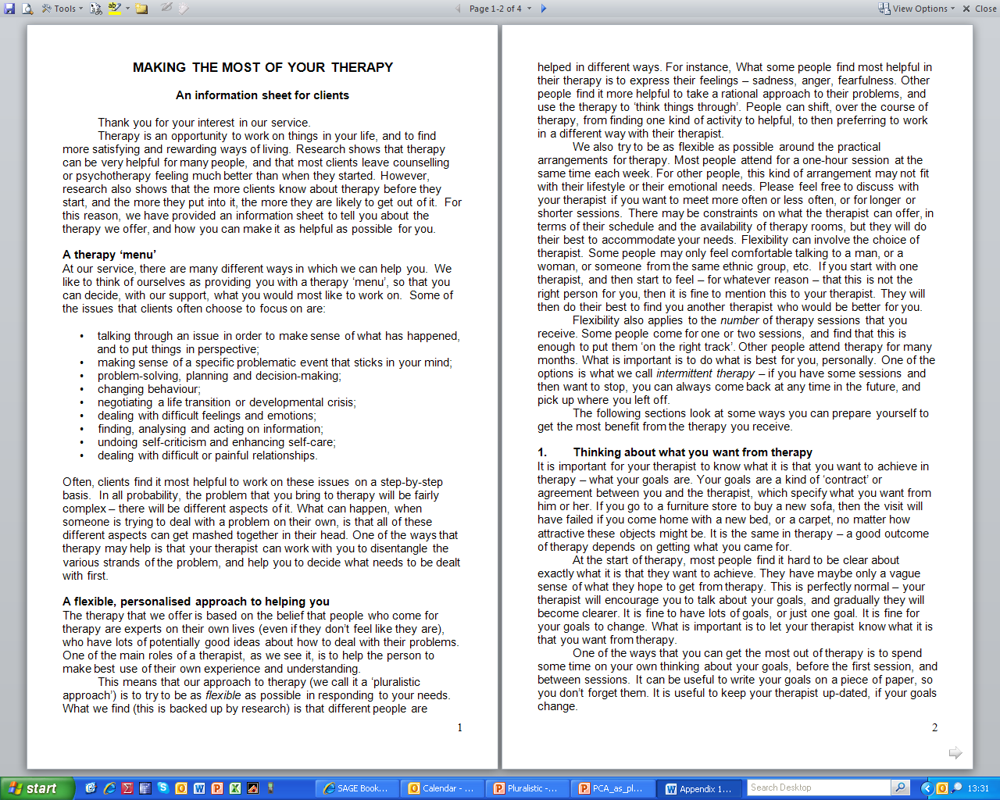 Tools
Page 1-2 of 4
View Options
Close
MAKING THE MOST OF YOUR THERAPY
An information sheet for clients
Thank you for your interest in our service.
Therapy is an opportunity to work on things in your life, and to find
more satisfying and rewarding ways of living. Research shows that therapy
can be very helpful for many people, and that most clients leave counselling
or psychotherapy feeling much better than when they started. However,
research also shows that the more clients know about therapy before they
start, and the more they put into it, the more they are likely to get out of it. For
this reason, we have provided an information sheet to tell you about the
therapy we offer, and how you can make it as helpful as possible for you.
A therapy ‘menu’
At our service, there are many different ways in which we can help you. We
like to think of ourselves as providing you with a therapy ‘menu’, so that you
can decide, with our support, what you would most like to work on. Some of
the issues that clients often choose to focus on are:
• talking through an issue in order to make sense of what has happened,
and to put things in perspective;
• making sense of a specific problematic event that sticks in your mind;
• problem-solving, planning and decision-making;
• changing behaviour;
• negotiating a life transition or developmental crisis;
• dealing with difficult feelings and emotions;
• finding, analysing and acting on information;
• undoing self-criticism and enhancing self-care;
• dealing with difficult or painful relationships.
Often, clients find it most helpful to work on these issues on a step-by-step
basis. In all probability, the problem that you bring to therapy will be fairly
complex – there will be different aspects of it. What can happen, when
someone is trying to deal with a problem on their own, is that all of these
different aspects can get mashed together in their head. One of the ways that
therapy may help is that your therapist can work with you to disentangle the
various strands of the problem, and help you to decide what needs to be dealt
with first.
A flexible, personalised approach to helping you
The therapy that we offer is based on the belief that people who come for
therapy are experts on their own lives (even if they don’t feel like they are),
who have lots of potentially good ideas about how to deal with their problems.
One of the main roles of a therapist, as we see it, is to help the person to
make best use of their own experience and understanding.
This means that our approach to therapy (we call it a ‘pluralistic
approach’) is to try to be as flexible as possible in responding to your needs.
What we find (this is backed up by research) is that different people are
1
helped in different ways. For instance, What some people find most helpful in
their therapy is to express their feelings – sadness, anger, fearfulness. Other
people find it more helpful to take a rational approach to their problems, and
use the therapy to ‘think things through’. People can shift, over the course of
therapy, from finding one kind of activity to helpful, to then preferring to work
in a different way with their therapist.
We also try to be as flexible as possible around the practical
arrangements for therapy. Most people attend for a one-hour session at the
same time each week. For other people, this kind of arrangement may not fit
with their lifestyle or their emotional needs. Please feel free to discuss with
your therapist if you want to meet more often or less often, or for longer or
shorter sessions. There may be constraints on what the therapist can offer, in
terms of their schedule and the availability of therapy rooms, but they will do
their best to accommodate your needs. Flexibility can involve the choice of
therapist. Some people may only feel comfortable talking to a man, or a
woman, or someone from the same ethnic group, etc. If you start with one
therapist, and then start to feel – for whatever reason – that this is not the
right person for you, then it is fine to mention this to your therapist. They will
then do their best to find you another therapist who would be better for you.
Flexibility also applies to the number of therapy sessions that you
receive. Some people come for one or two sessions, and find that this is
enough to put them ‘on the right track’. Other people attend therapy for many
months. What is important is to do what is best for you, personally. One of the
options is what we call intermittent therapy – if you have some sessions and
then want to stop, you can always come back at any time in the future, and
pick up where you left off.
The following sections look at some ways you can prepare yourself to
get the most benefit from the therapy you receive.
1. Thinking about what you want from therapy
It is important for your therapist to know what it is that you want to achieve in
therapy – what your goals are. Your goals are a kind of ‘contract’ or
agreement between you and the therapist, which specify what you want from
him or her. If you go to a furniture store to buy a new sofa, then the visit will
have failed if you come home with a new bed, or a carpet, no matter how
attractive these objects might be. It is the same in therapy – a good outcome
of therapy depends on getting what you came for.
At the start of therapy, most people find it hard to be clear about
exactly what it is that they want to achieve. They have maybe only a vague
sense of what they hope to get from therapy. This is perfectly normal – your
therapist will encourage you to talk about your goals, and gradually they will
become clearer. It is fine to have lots of goals, or just one goal. It is fine for
your goals to change. What is important is to let your therapist know what it is
that you want from therapy.
One of the ways that you can get the most out of therapy is to spend
some time on your own thinking about your goals, before the first session, and
between sessions. It can be useful to write your goals on a piece of paper, so
you don’t forget them. It is useful to keep your therapist up-dated, if your goals
change.
2
start
SAGE Book...
Calendar - ...
Pluralistic -...
PCA_as_pl...
Appendix 1...
Search Desktop
13:31